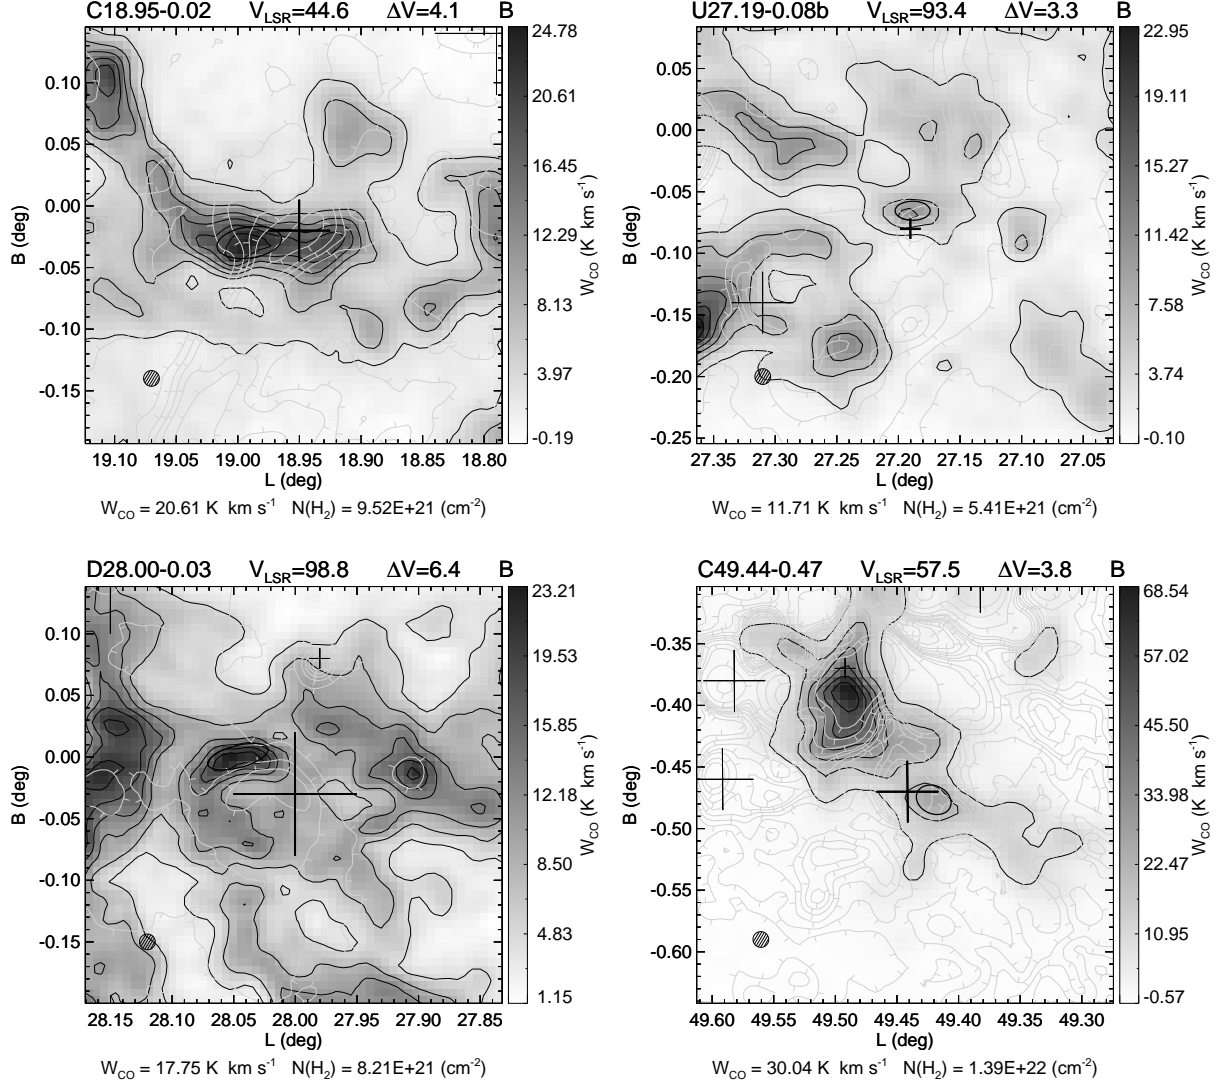 C18.95-0.02 V_LSR=44.6 ΔV=4.1 B
24.78
20.61
16.45
12.29
8.13
3.97
-0.19
W_CO (K km s⁻¹)
0.10
0.05
0.00
-0.05
-0.10
-0.15
B (deg)
19.10 19.05 19.00 18.95 18.90 18.85 18.80
L (deg)
W_CO = 20.61 K km s⁻¹ N(H₂) = 9.52E+21 (cm⁻²)
U27.19-0.08b V_LSR=93.4 ΔV=3.3 B
22.95
19.11
15.27
11.42
7.58
3.74
-0.10
W_CO (K km s⁻¹)
0.05
0.00
-0.05
-0.10
-0.15
-0.20
-0.25
B (deg)
27.35 27.30 27.25 27.20 27.15 27.10 27.05
L (deg)
W_CO = 11.71 K km s⁻¹ N(H₂) = 5.41E+21 (cm⁻²)
D28.00-0.03 V_LSR=98.8 ΔV=6.4 B
23.21
19.53
15.85
12.18
8.50
4.83
1.15
W_CO (K km s⁻¹)
0.10
0.05
0.00
-0.05
-0.10
-0.15
B (deg)
28.15 28.10 28.05 28.00 27.95 27.90 27.85
L (deg)
W_CO = 17.75 K km s⁻¹ N(H₂) = 8.21E+21 (cm⁻²)
C49.44-0.47 V_LSR=57.5 ΔV=3.8 B
68.54
57.02
45.50
33.98
22.47
10.95
-0.57
W_CO (K km s⁻¹)
-0.35
-0.40
-0.45
-0.50
-0.55
-0.60
B (deg)
49.60 49.55 49.50 49.45 49.40 49.35 49.30
L (deg)
W_CO = 30.04 K km s⁻¹ N(H₂) = 1.39E+22 (cm⁻²)